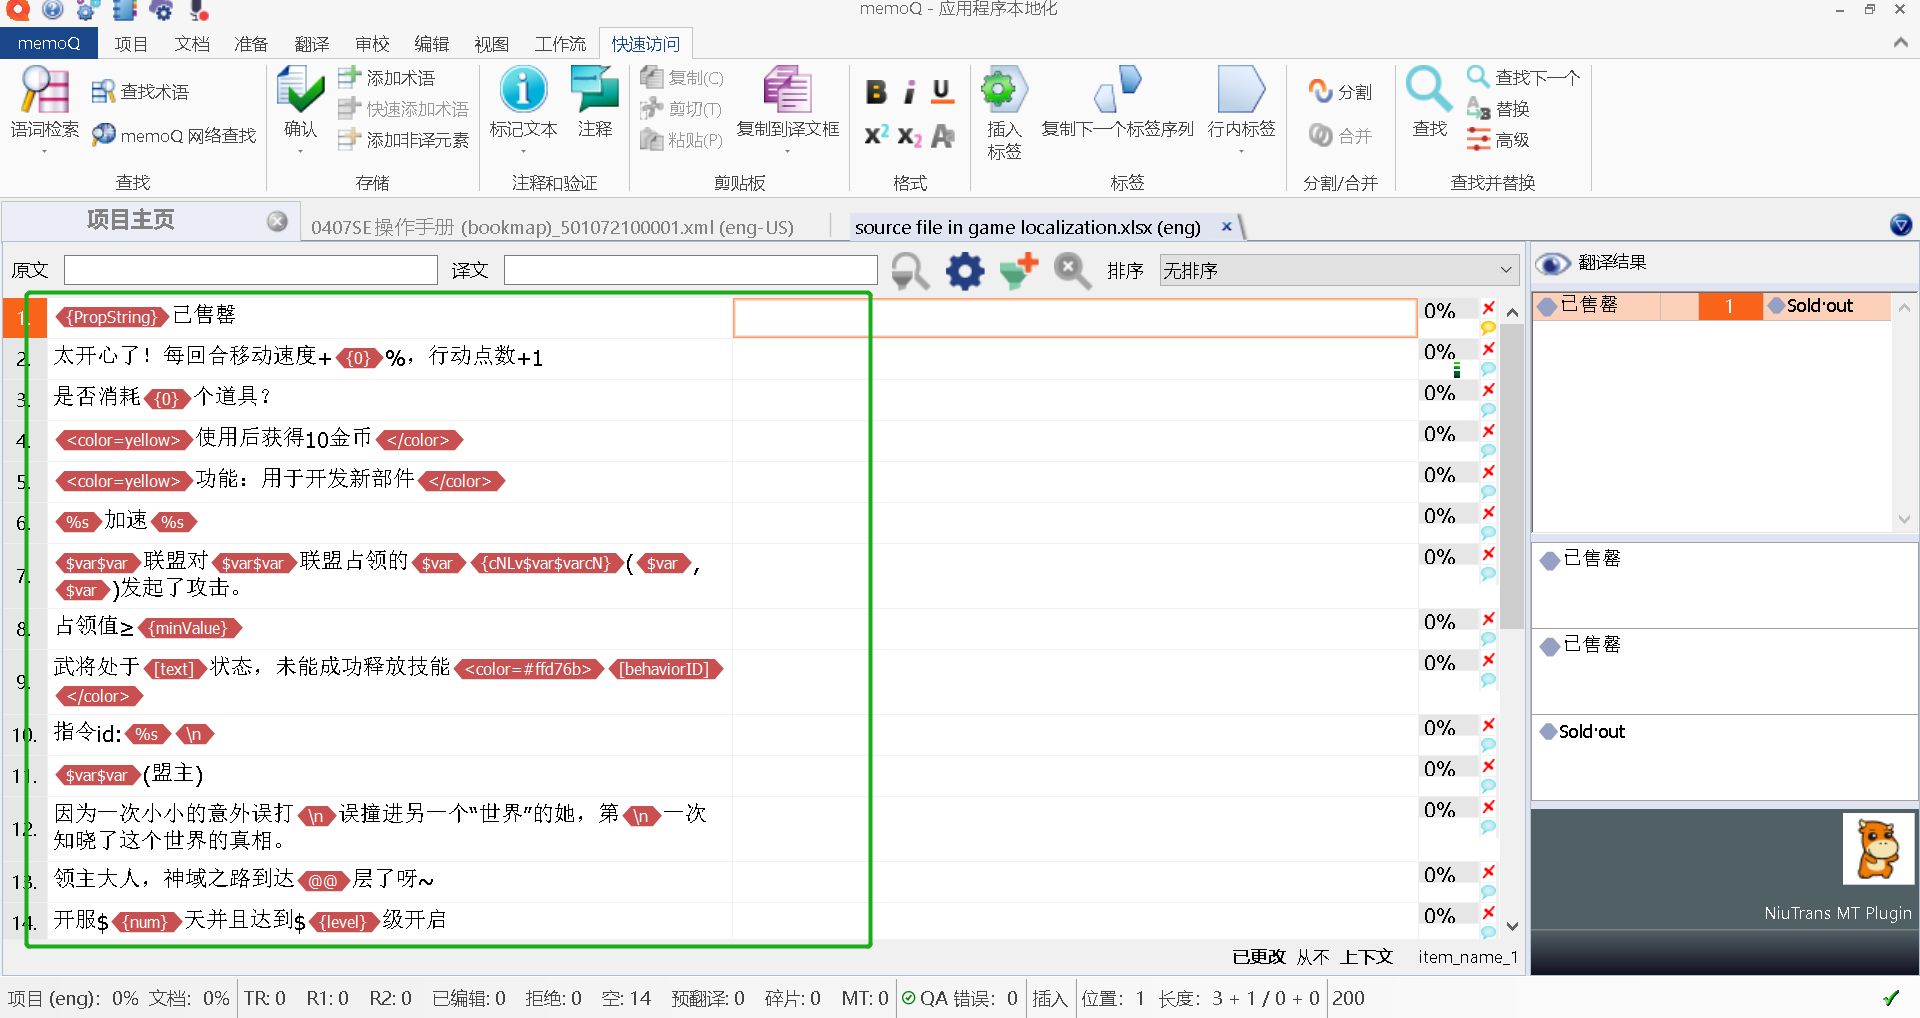 memoQ - 应用程序本地化
memoQ 项目 文档 准备 翻译 审校 编辑 视图 工作流 快速访问
语词检索
查找术语
memoQ 网络查找
查找
确认
添加术语
快速添加术语
添加非译元素
存储
标记文本
注释
注释和验证
复制(C)
剪切(T)
粘贴(P)
复制到译文框
剪贴板
B i U
x² x₂ A
格式
插入
标签
复制下一个标签序列
行内标签
标签
分割
合并
分割/合并
查找
查找下一个
替换
高级
查找并替换
项目主页
0407SE操作手册 (bookmap)_501072100001.xml (eng-US)
source file in game localization.xlsx (eng)
原文 译文 排序 无排序
1. {PropString}已售罄 0%
2. 太开心了！每回合移动速度+{0}%，行动点数+1 0%
3. 是否消耗{0}个道具？ 0%
4. <color=yellow>使用后获得10金币</color> 0%
5. <color=yellow>功能：用于开发新部件</color> 0%
6. %s加速%s 0%
7. $var$var联盟对$var$var联盟占领的$var{cNLv$var$varcN}($var,
$var)发起了攻击。 0%
8. 占领值≥{minValue} 0%
9. 武将处于[text]状态，未能成功释放技能<color=#ffd76b>[behaviorID]
</color> 0%
10. 指令id:%s\n 0%
11. $var$var(盟主) 0%
12. 因为一次小小的意外误打\n误撞进另一个“世界”的她，第\n一次
知晓了这个世界的真相。 0%
13. 领主大人，神域之路到达@@层了呀~ 0%
14. 开服${num}天并且达到${level}级开启 0%
已更改 从不 上下文 item_name_1
翻译结果
已售罄 1 Sold·out
已售罄
已售罄
Sold·out
NiuTrans MT Plugin
项目 (eng): 0% 文档: 0% TR: 0 R1: 0 R2: 0 已编辑: 0 拒绝: 0 空: 14 预翻译: 0 碎片: 0 MT: 0 QA 错误: 0 插入 位置: 1 长度: 3 + 1 / 0 + 0 200